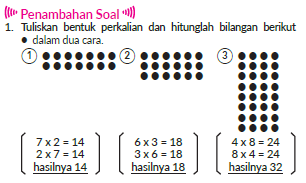 Penambahan Soal
1. Tuliskan bentuk perkalian dan hitunglah bilangan berikut
● dalam dua cara.
1 2 3
7 x 2 = 14 6 x 3 = 18 4 x 8 = 24
2 x 7 = 14 3 x 6 = 18 8 x 4 = 24
hasilnya 14 hasilnya 18 hasilnya 32